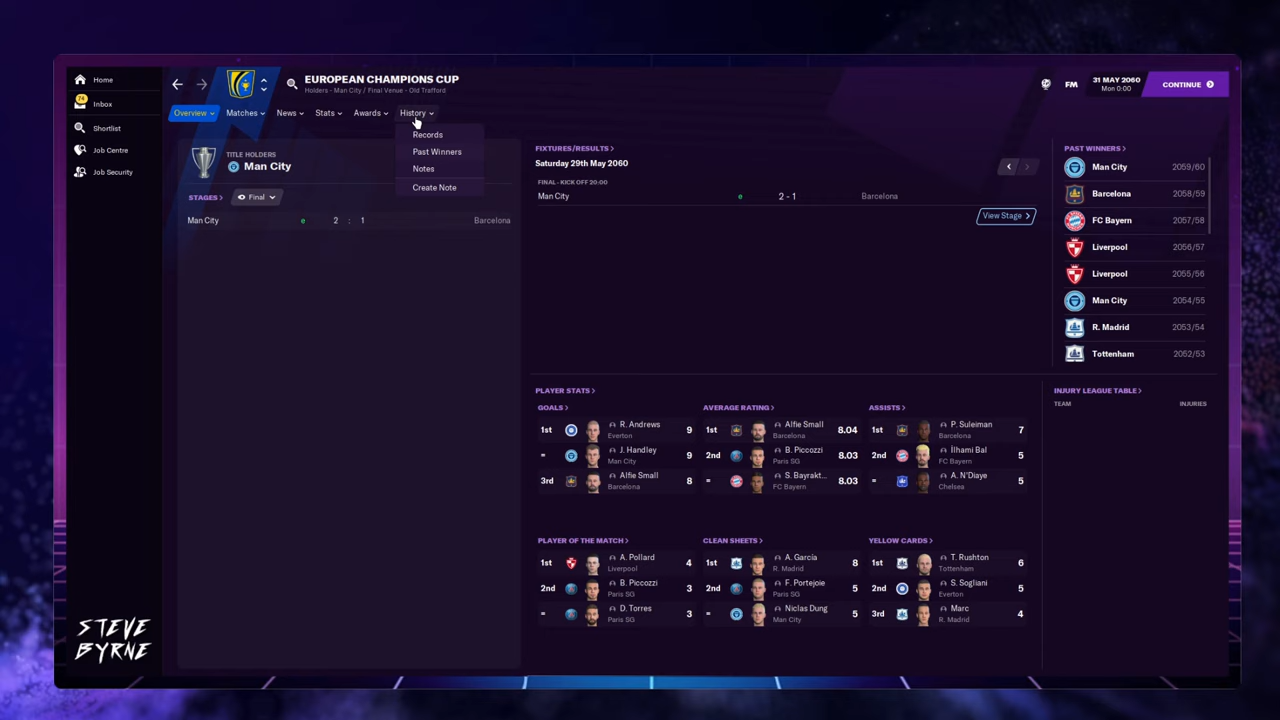 Home
74
Inbox
Shortlist
Job Centre
Job Security
EUROPEAN CHAMPIONS CUP
Holders - Man City / Final Venue - Old Trafford
FM
31 MAY 2060
Mon 0:00
CONTINUE
Overview
Matches
News
Stats
Awards
History
Records
Past Winners
Notes
Create Note
TITLE HOLDERS
Man City
STAGES
Final
Man City e 2 : 1 Barcelona
FIXTURES/RESULTS
Saturday 29th May 2060
FINAL - KICK OFF 20:00
Man City e 2 - 1 Barcelona
View Stage
PAST WINNERS
Man City 2059/60
Barcelona 2058/59
FC Bayern 2057/58
Liverpool 2056/57
Liverpool 2055/56
Man City 2054/55
R. Madrid 2053/54
Tottenham 2052/53
PLAYER STATS
GOALS
1st R. Andrews 9
Everton
= J. Handley 9
Man City
3rd Alfie Small 8
Barcelona
AVERAGE RATING
1st Alfie Small 8.04
Barcelona
2nd B. Piccozzi 8.03
Paris SG
= S. Bayrakt... 8.03
FC Bayern
ASSISTS
1st P. Suleiman 7
Barcelona
2nd İlhami Bal 5
FC Bayern
= A. N'Diaye 5
Chelsea
INJURY LEAGUE TABLE
TEAM INJURIES
PLAYER OF THE MATCH
1st A. Pollard 4
Liverpool
2nd B. Piccozzi 3
Paris SG
= D. Torres 3
Paris SG
CLEAN SHEETS
1st A. García 8
R. Madrid
2nd F. Portejoie 5
Paris SG
= Niclas Dung 5
Man City
YELLOW CARDS
1st T. Rushton 6
Tottenham
2nd S. Sogliani 5
Everton
3rd Marc 4
R. Madrid
STEVE
BYRNE